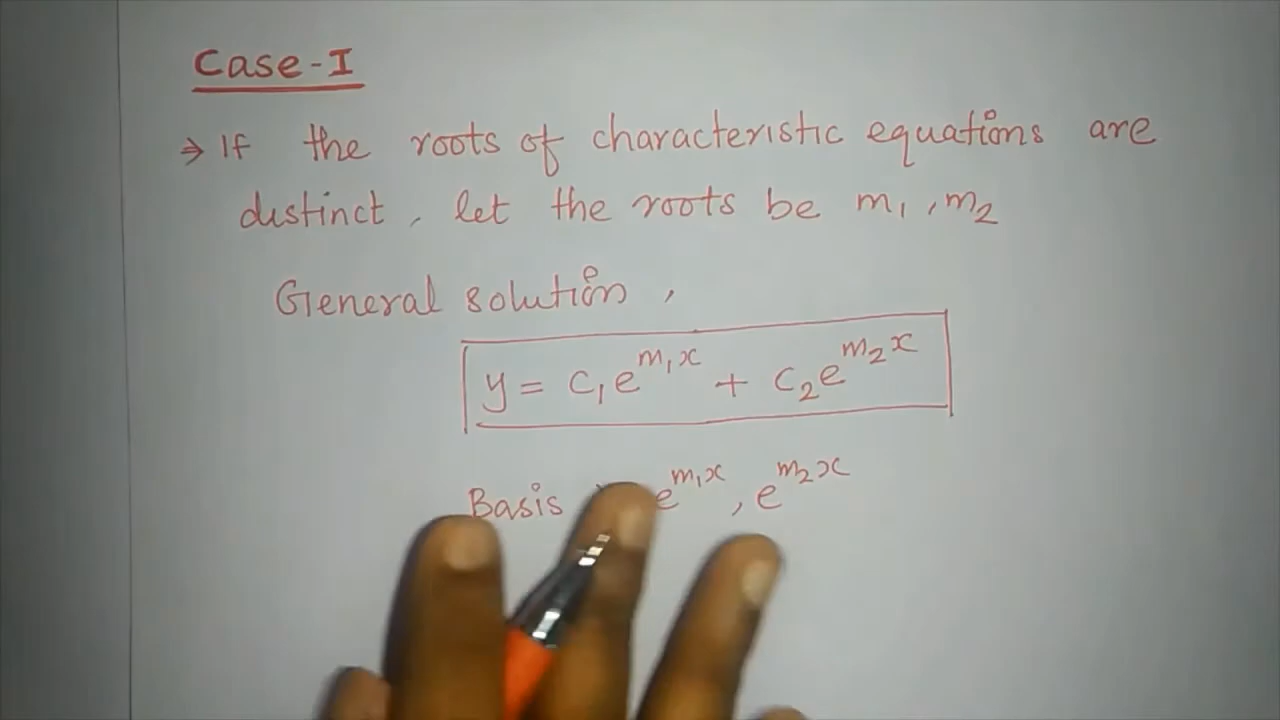 Case-I
⇒ If the roots of characteristic equations are
distinct, let the roots be m₁, m₂
General solution,
y = c₁e^{m₁x} + c₂e^{m₂x}
Basis e^{m₁x}, e^{m₂x}